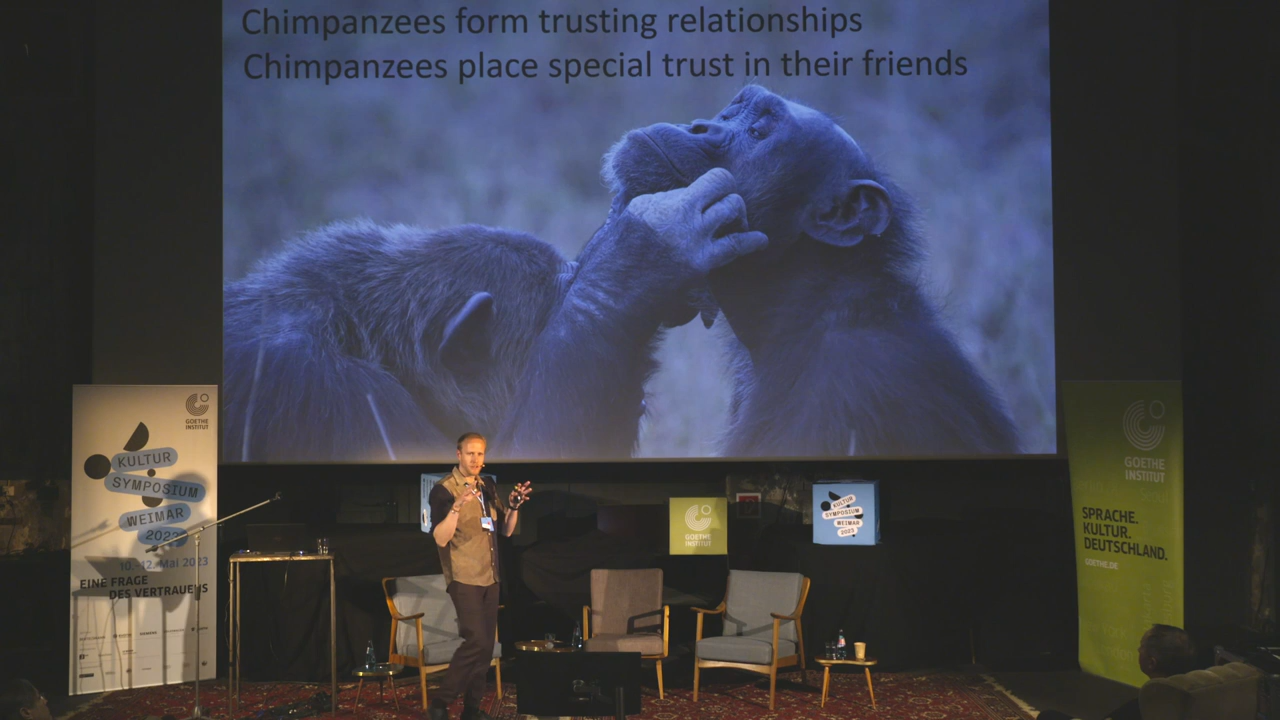 Chimpanzees form trusting relationships
Chimpanzees place special trust in their friends
GOETHE
INSTITUT
KULTUR
SYMPOSIUM
WEIMAR
2023
10.-12. Mai 2023
EINE FRAGE
DES VERTRAUENS
GOETHE
INSTITUT
KULTUR
SYMPOSIUM
WEIMAR
2023
GOETHE
INSTITUT
SPRACHE.
KULTUR.
DEUTSCHLAND.
GOETHE.DE